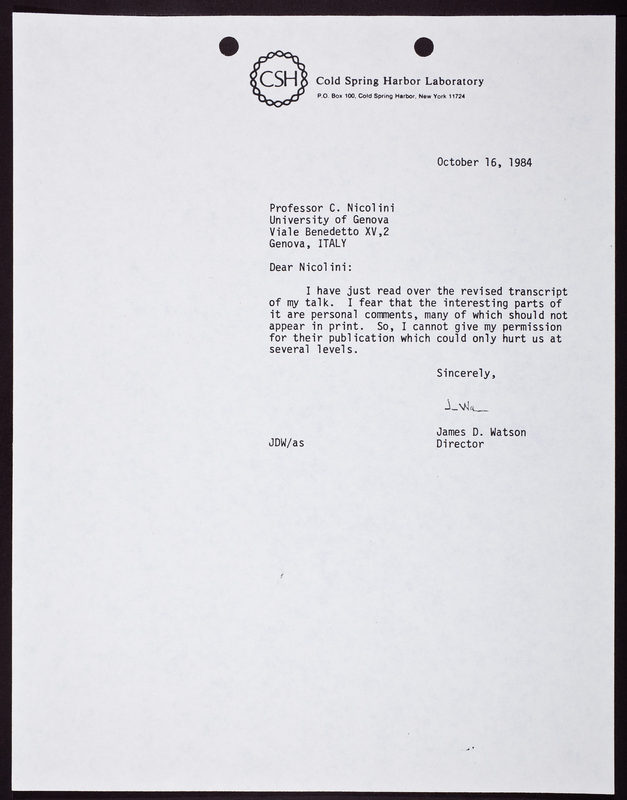 CSH
Cold Spring Harbor Laboratory
P.O. Box 100, Cold Spring Harbor, New York 11724
October 16, 1984
Professor C. Nicolini
University of Genova
Viale Benedetto XV,2
Genova, ITALY
Dear Nicolini:
I have just read over the revised transcript
of my talk. I fear that the interesting parts of
it are personal comments, many of which should not
appear in print. So, I cannot give my permission
for their publication which could only hurt us at
several levels.
Sincerely,
James D. Watson
JDW/as Director